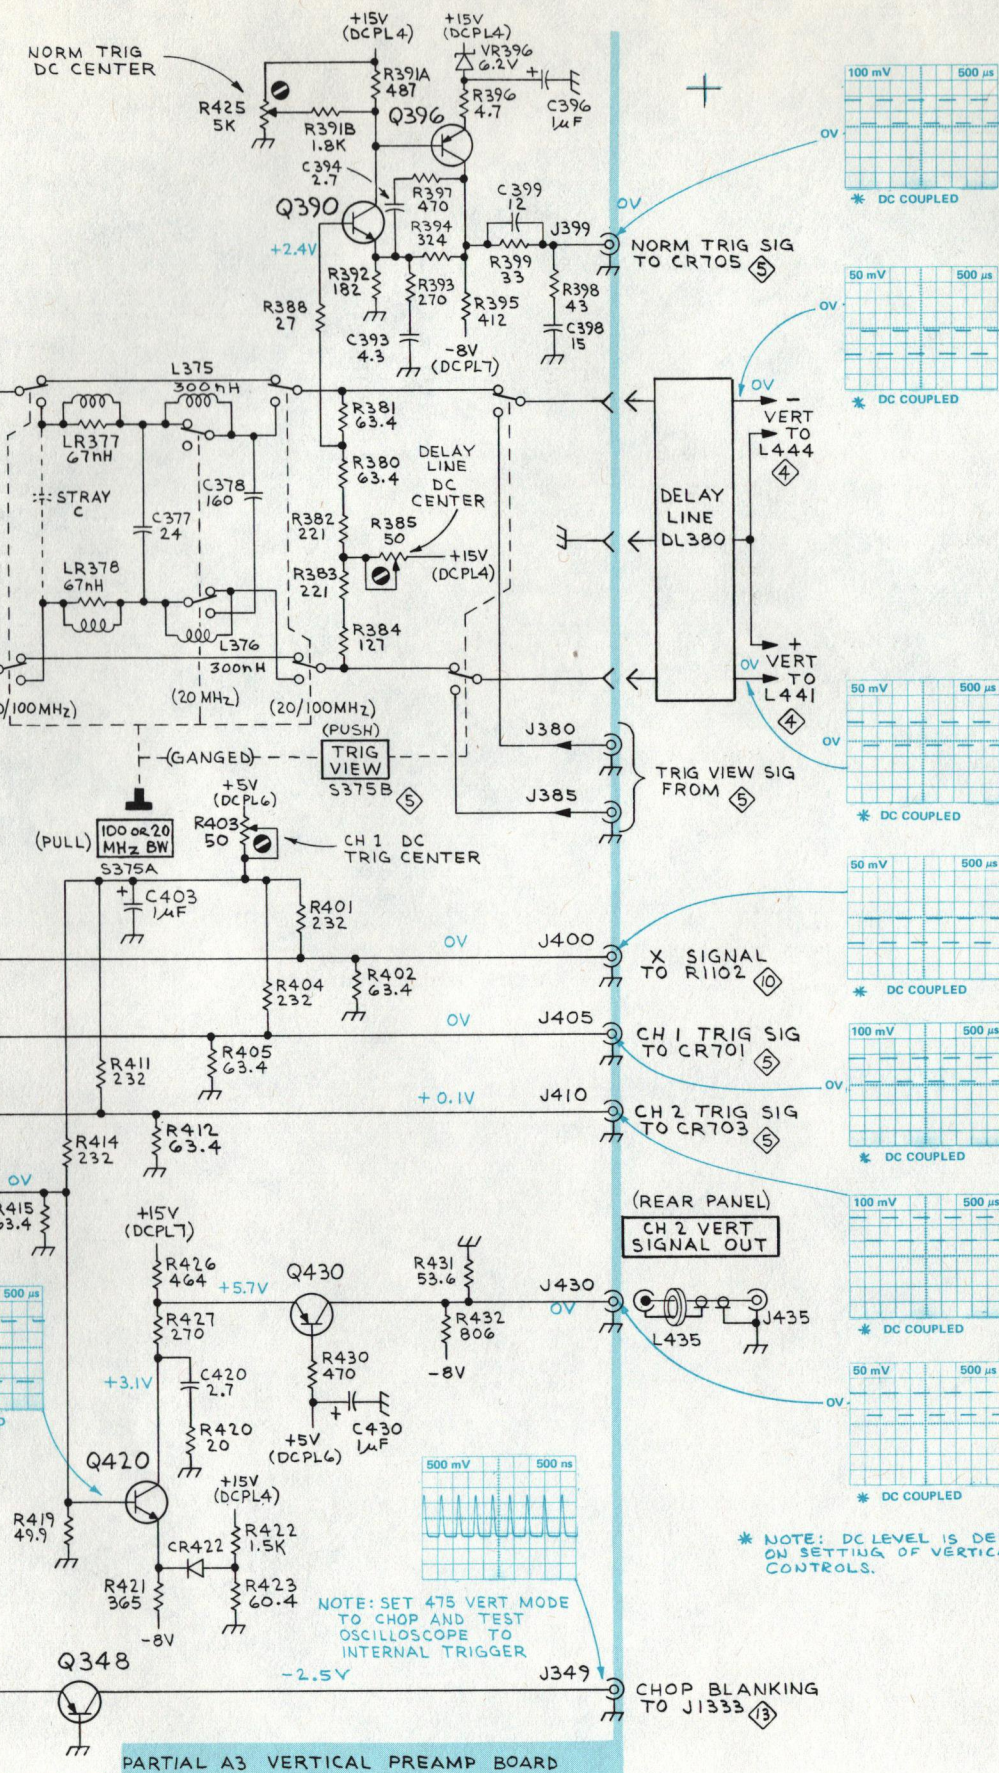 NORM TRIG
DC CENTER
+15V
(DCPL4)
+15V
(DCPL4)
VR396
6.2V
R391A
487
R396
4.7
+
C396
1µF
R425
5K
R391B
1.8K
Q396
C394
2.7
R397
470
Q390
R394
324
C399
12
J399
0V
NORM TRIG SIG
TO CR705 5
+2.4V
R392
182
R393
270
R399
33
R398
43
R395
412
R388
27
C393
4.3
C398
15
-8V
(DCPL7)
100 mV 500 µs
0V
* DC COUPLED
50 mV 500 µs
0V
* DC COUPLED
L375
300nH
R381
63.4
LR377
67nH
STRAY
C
C378
160
C377
24
R380
63.4
DELAY
LINE
DC
CENTER
R382
221
R385
50
+15V
(DCPL4)
R383
221
LR378
67nH
L376
300nH
R384
127
DELAY
LINE
DL380
0V
-
VERT
TO
L444
4
+
0V
VERT
TO
L441
4
/100MHz)
(20 MHz)
(20/100MHz)
50 mV 500 µs
0V
* DC COUPLED
(GANGED)
(PUSH)
TRIG
VIEW
S375B 5
J380
J385
TRIG VIEW SIG
FROM 5
(PULL)
100 OR 20
MHz BW
S375A
+5V
(DCPL6)
R403
50
CH 1 DC
TRIG CENTER
+
C403
1µF
R401
232
0V
J400
X SIGNAL
TO R1102 10
50 mV 500 µs
* DC COUPLED
R404
232
R402
63.4
0V
J405
CH 1 TRIG SIG
TO CR701 5
100 mV 500 µs
0V
* DC COUPLED
R411
232
R405
63.4
+0.1V
J410
CH 2 TRIG SIG
TO CR703 5
R414
232
R412
63.4
0V
R415
63.4
100 mV 500 µs
* DC COUPLED
+15V
(DCPL7)
R426
464
(REAR PANEL)
CH 2 VERT
SIGNAL OUT
500 µs
+5.7V
Q430
R431
53.6
J430
0V
L435
J435
R427
270
R432
806
-8V
R430
470
+3.1V
C420
2.7
+
C430
1µF
R420
20
+5V
(DCPL6)
50 mV 500 µs
0V
* DC COUPLED
Q420
+15V
(DCPL4)
500 mV 500 ns
R419
49.9
CR422
R422
1.5K
R421
365
R423
60.4
-8V
NOTE: SET 475 VERT MODE
TO CHOP AND TEST
OSCILLOSCOPE TO
INTERNAL TRIGGER
* NOTE: DC LEVEL IS DE
ON SETTING OF VERTIC
CONTROLS.
Q348
-2.5V
J349
CHOP BLANKING
TO J1333 13
PARTIAL A3 VERTICAL PREAMP BOARD